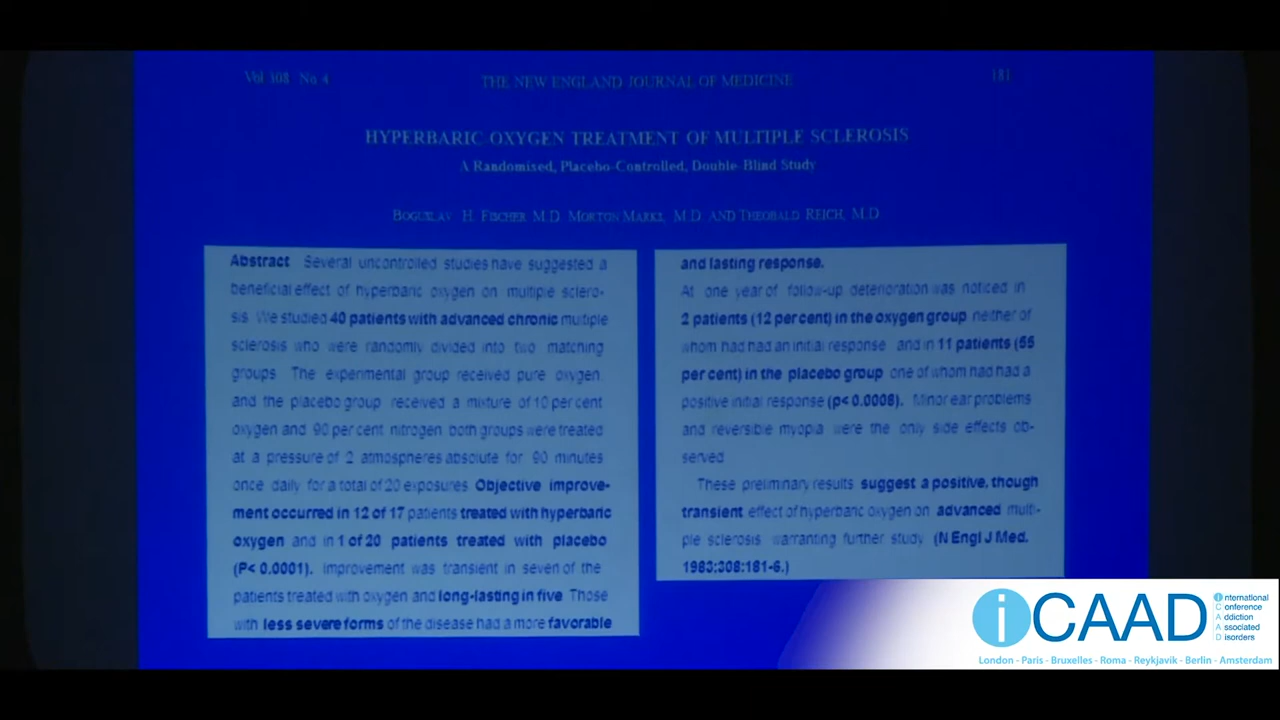 Vol 308 No 4
THE NEW ENGLAND JOURNAL OF MEDICINE
181
HYPERBARIC OXYGEN TREATMENT OF MULTIPLE SCLEROSIS
A Randomised, Placebo-Controlled, Double-Blind Study
H. FISCHER M.D. MORTON M.D. AND THEOBALD REICH, M.D.
Abstract Several uncontrolled studies have suggested a
beneficial effect of hyperbaric oxygen on multiple sclero-
sis We studied 40 patients with advanced chronic multiple
sclerosis who were randomly divided into two matching
groups The experimental group received pure oxygen,
and the placebo group received a mixture of 10 per cent
oxygen and 90 per cent nitrogen both groups were treated
at a pressure of 2 atmospheres absolute for 90 minutes
once daily for a total of 20 exposures Objective improve-
ment occurred in 12 of 17 patients treated with hyperbaric
oxygen and in 1 of 20 patients treated with placebo
(P< 0.0001). Improvement was transient in seven of the
patients treated with oxygen and long-lasting in five Those
with less severe forms of the disease had a more favorable
and lasting response.
At one year of follow-up deterioration was noticed in
2 patients (12 per cent) in the oxygen group neither of
whom had had an initial response and in 11 patients (55
per cent) in the placebo group one of whom had had a
positive initial response (p< 0.0008). Minor ear problems
and reversible myopia were the only side effects ob-
served
These preliminary results suggest a positive, though
transient effect of hyperbaric oxygen on advanced multi-
ple sclerosis warranting further study (N Engl J Med.
1983;308:181-6.)
iCAAD
international
Conference
Addiction
Associated
Disorders
London - Paris - Bruxelles - Roma - Reykjavik - Berlin - Amsterdam